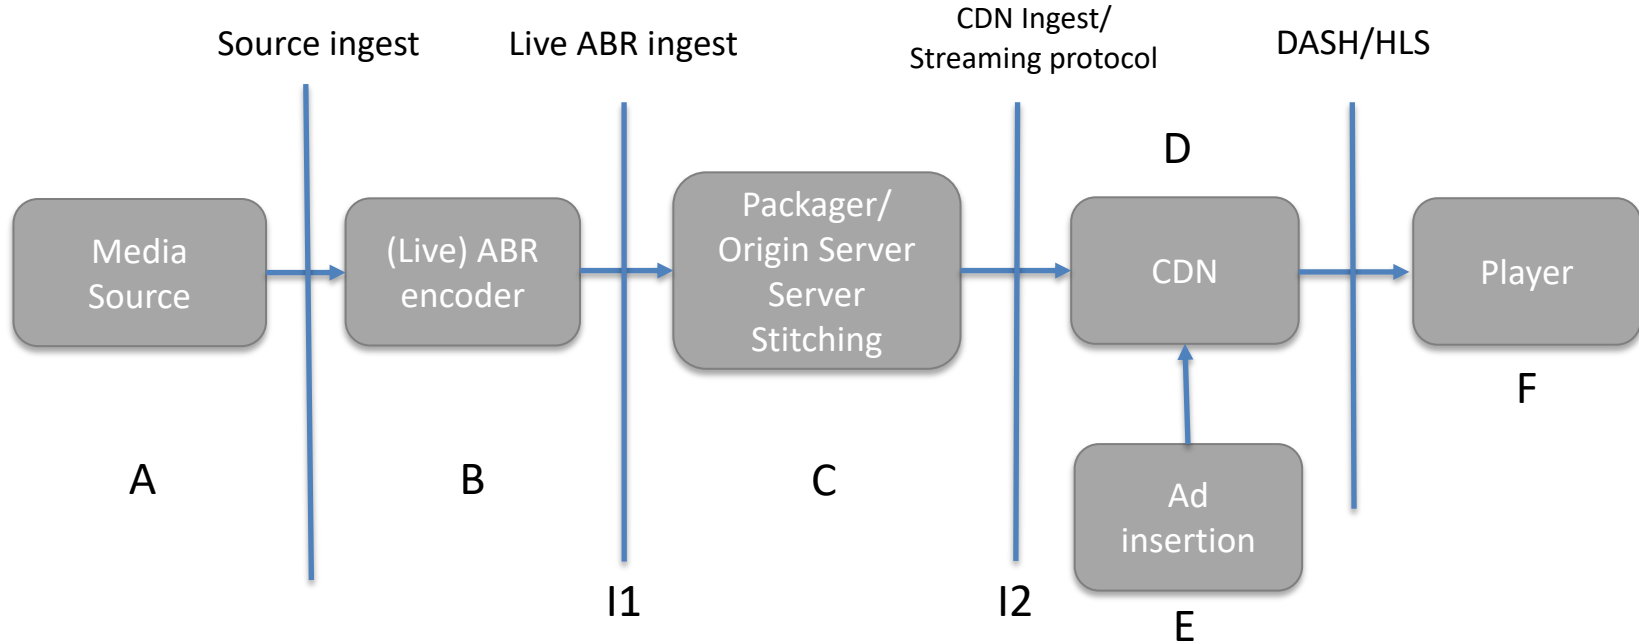 Source ingest
Live ABR ingest
CDN Ingest/
Streaming protocol
DASH/HLS
D
Media
Source
(Live) ABR
encoder
Packager/
Origin Server
Server
Stitching
CDN
Player
F
A
B
C
Ad
insertion
I1
I2
E